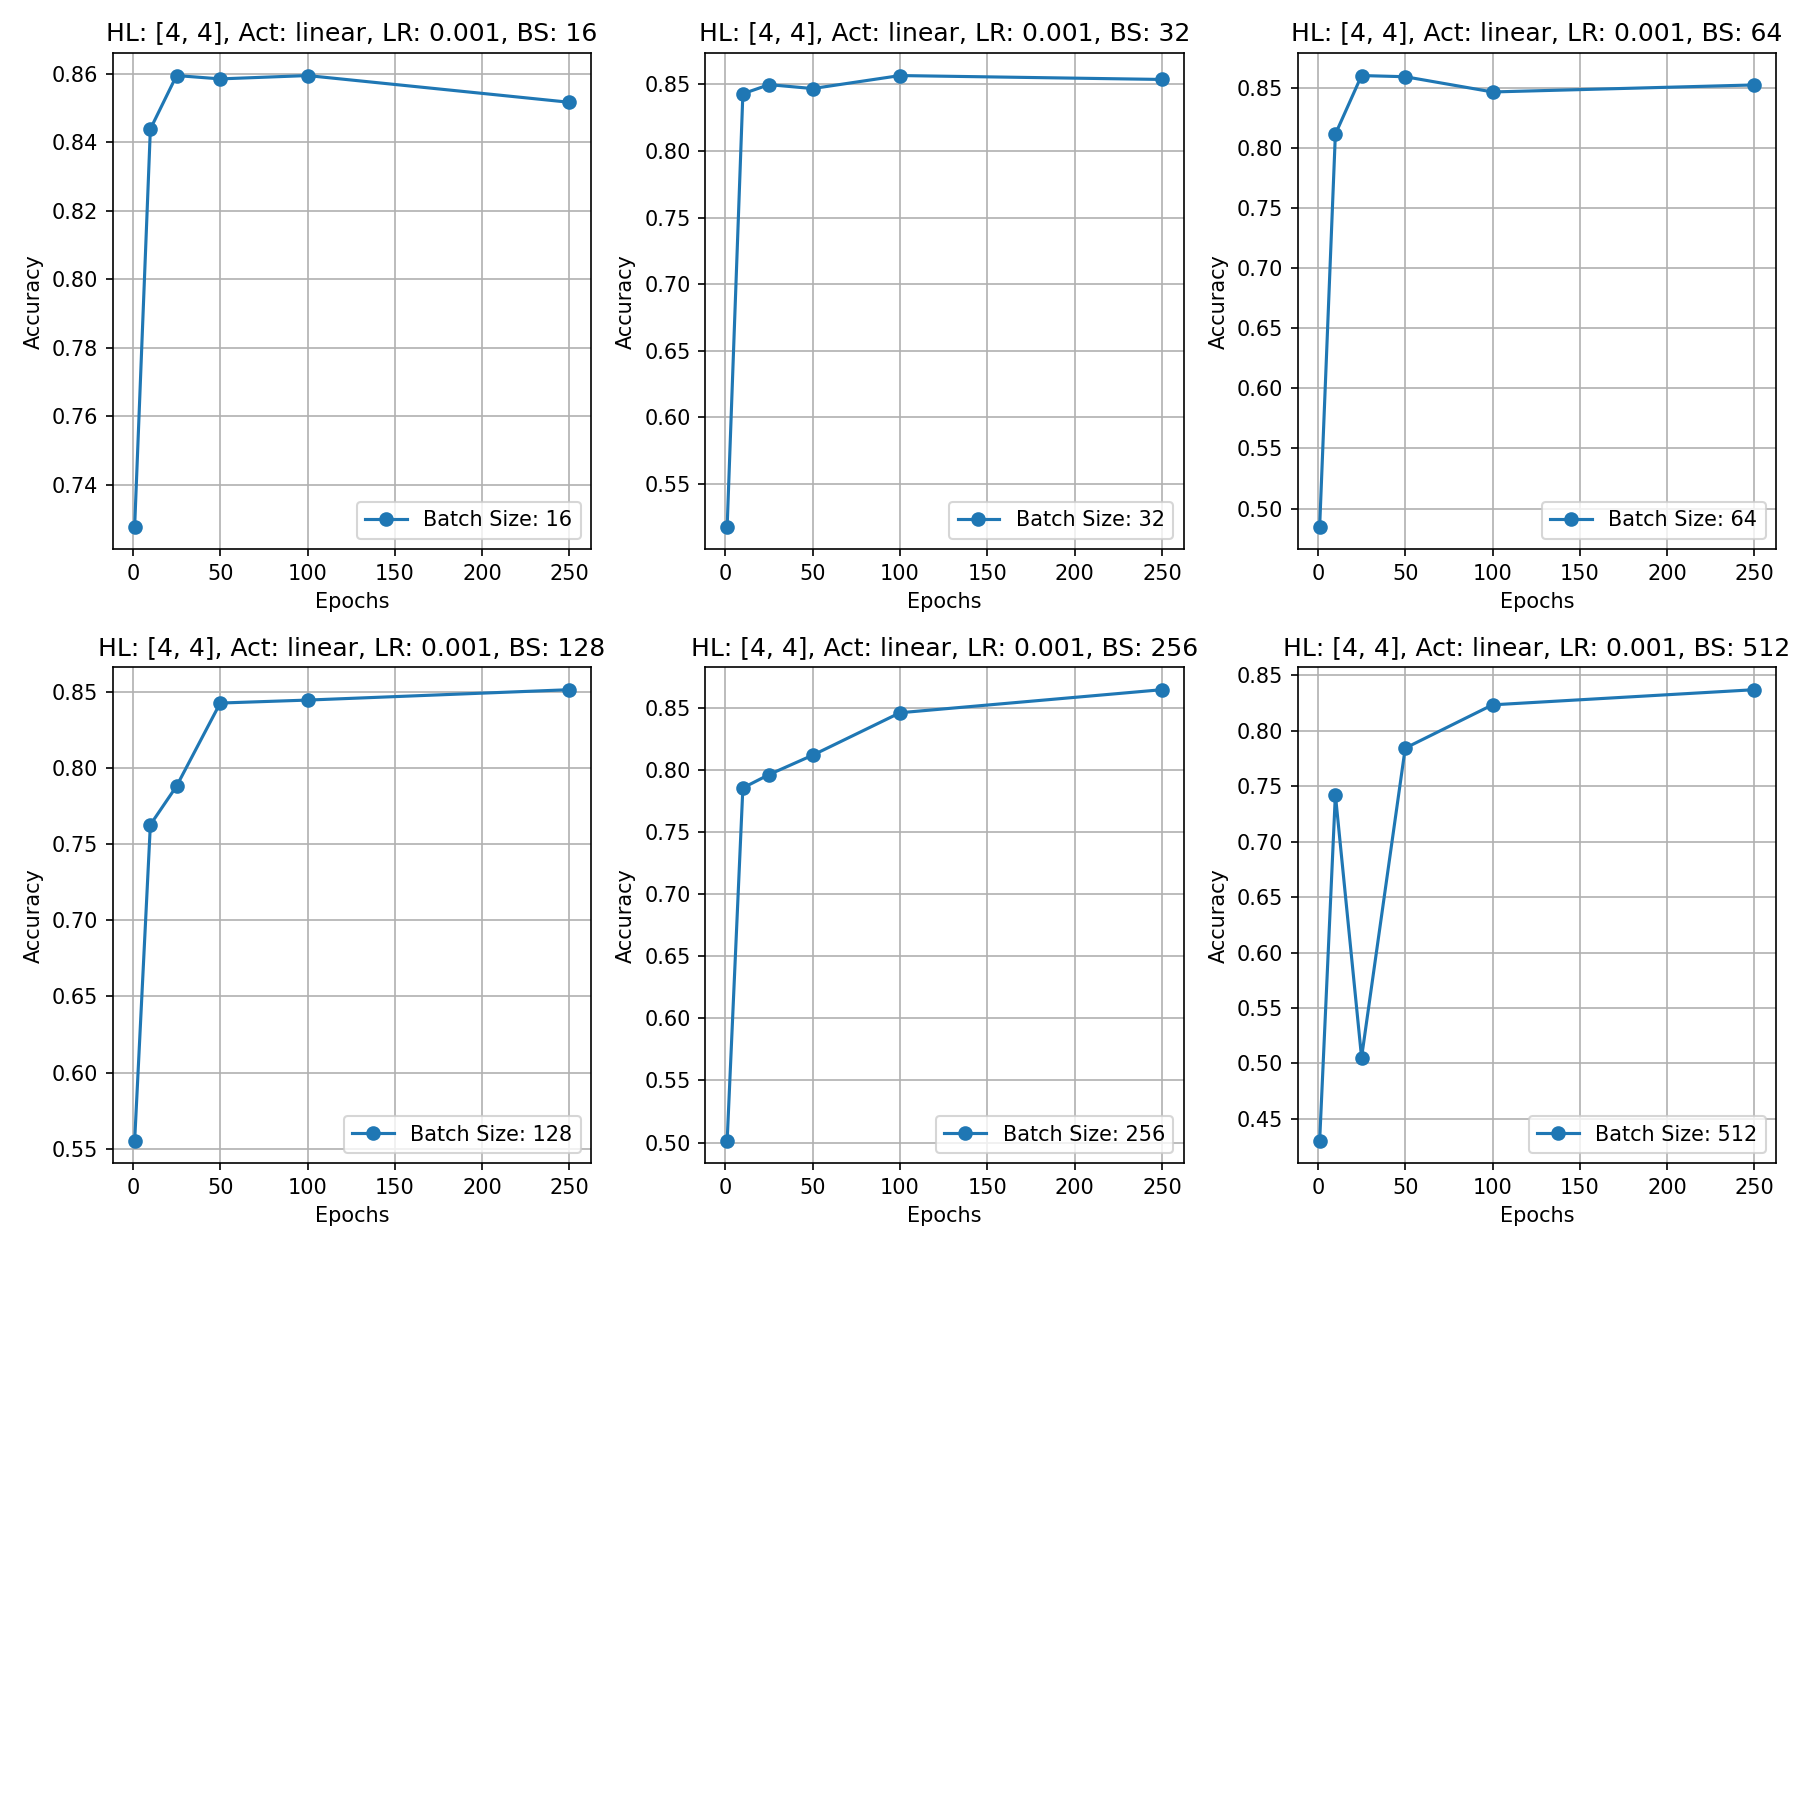 HL: [4, 4], Act: linear, LR: 0.001, BS: 16
0.86
0.84
0.82
0.80
0.78
0.76
0.74
Accuracy
Batch Size: 16
0 50 100 150 200 250
Epochs
HL: [4, 4], Act: linear, LR: 0.001, BS: 32
0.85
0.80
0.75
0.70
0.65
0.60
0.55
Accuracy
Batch Size: 32
0 50 100 150 200 250
Epochs
HL: [4, 4], Act: linear, LR: 0.001, BS: 64
0.85
0.80
0.75
0.70
0.65
0.60
0.55
0.50
Accuracy
Batch Size: 64
0 50 100 150 200 250
Epochs
HL: [4, 4], Act: linear, LR: 0.001, BS: 128
0.85
0.80
0.75
0.70
0.65
0.60
0.55
Accuracy
Batch Size: 128
0 50 100 150 200 250
Epochs
HL: [4, 4], Act: linear, LR: 0.001, BS: 256
0.85
0.80
0.75
0.70
0.65
0.60
0.55
0.50
Accuracy
Batch Size: 256
0 50 100 150 200 250
Epochs
HL: [4, 4], Act: linear, LR: 0.001, BS: 512
0.85
0.80
0.75
0.70
0.65
0.60
0.55
0.50
0.45
Accuracy
Batch Size: 512
0 50 100 150 200 250
Epochs